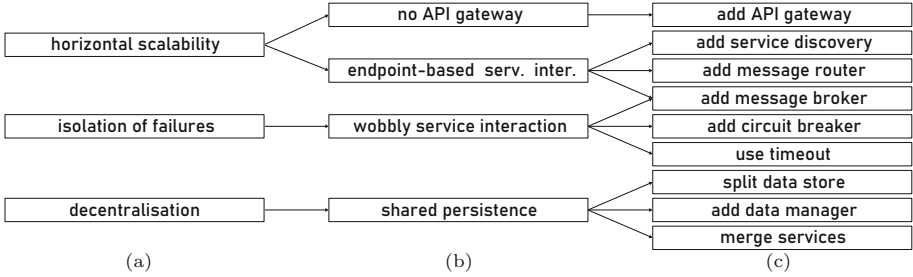 horizontal scalability
isolation of failures
decentralisation
(a)
no API gateway
endpoint-based serv. inter.
wobbly service interaction
shared persistence
(b)
add API gateway
add service discovery
add message router
add message broker
add circuit breaker
use timeout
split data store
add data manager
merge services
(c)